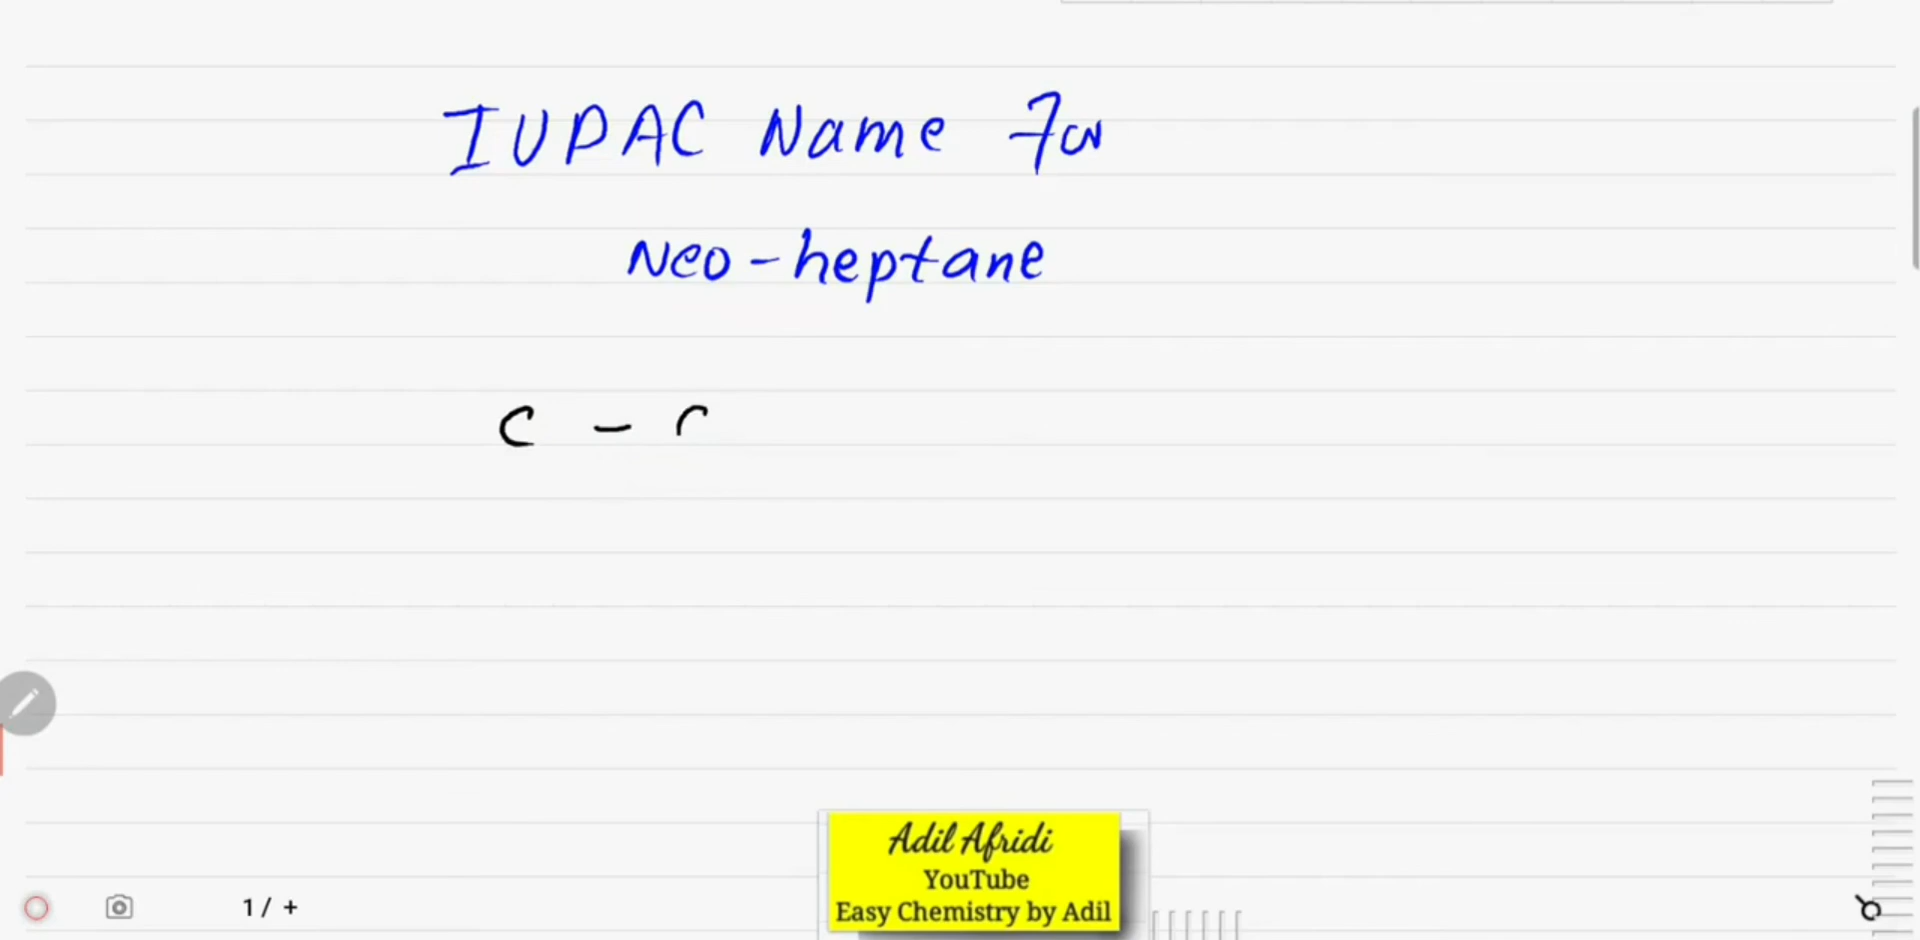 IUPAC Name For
Neo-heptane
C - C
Adil Afridi
YouTube
Easy Chemistry by Adil
1 / +